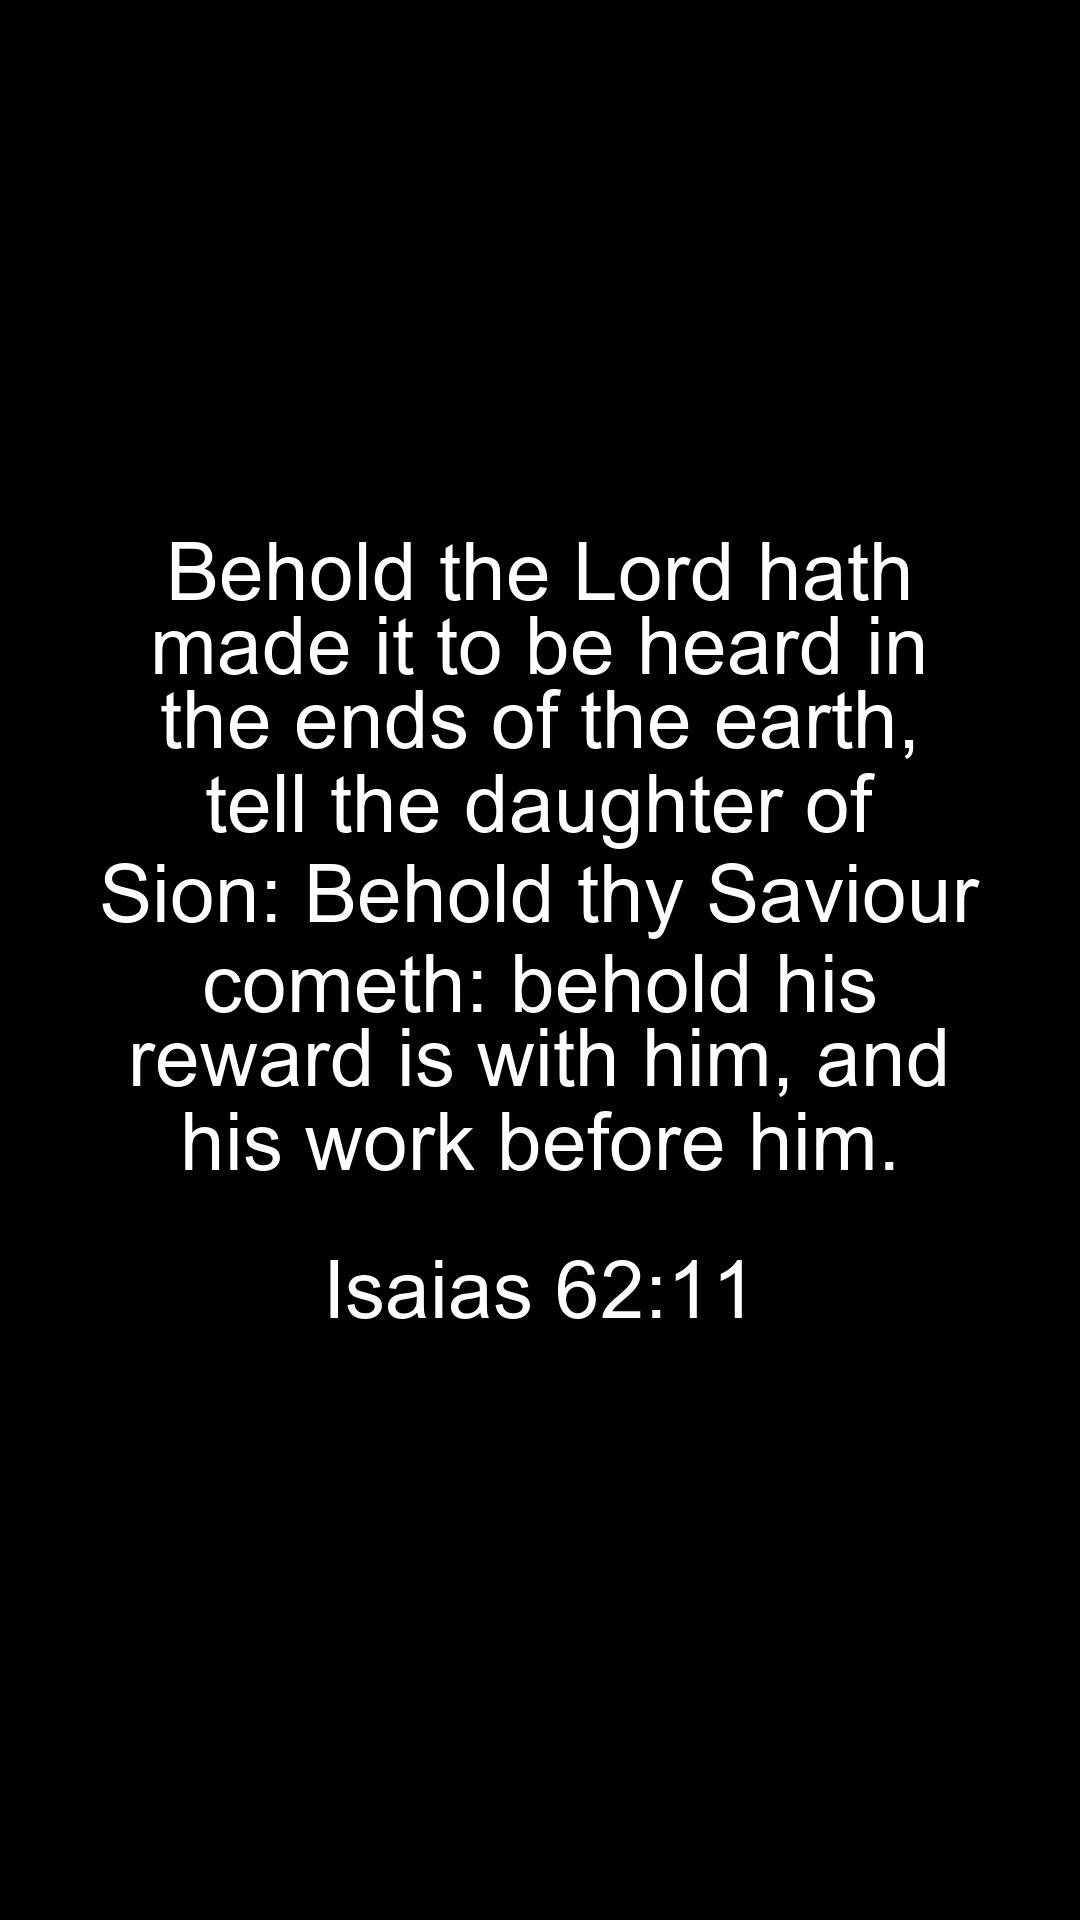 Behold the Lord hath
made it to be heard in
the ends of the earth,
tell the daughter of
Sion: Behold thy Saviour
cometh: behold his
reward is with him, and
his work before him.
Isaias 62:11